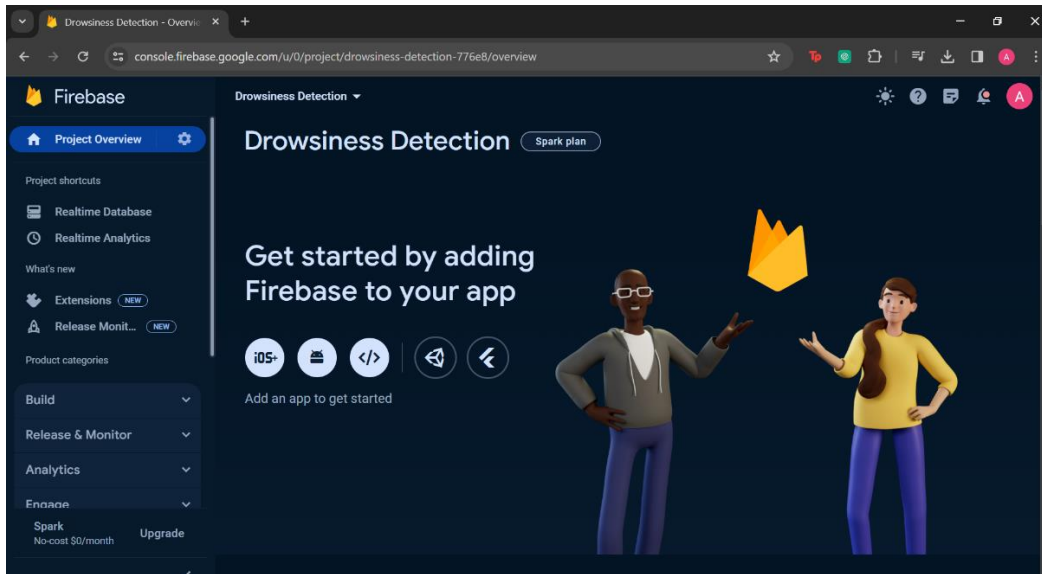 Drowsiness Detection - Overvie
console.firebase.google.com/u/0/project/drowsiness-detection-776e8/overview
Tp
A
Firebase
Drowsiness Detection
A
Project Overview
Drowsiness Detection
Spark plan
Project shortcuts
Realtime Database
Realtime Analytics
What's new
Extensions NEW
Release Monit... NEW
Product categories
Build
Release & Monitor
Analytics
Engage
Spark
No-cost $0/month
Upgrade
Get started by adding
Firebase to your app
iOS+
</>
Add an app to get started